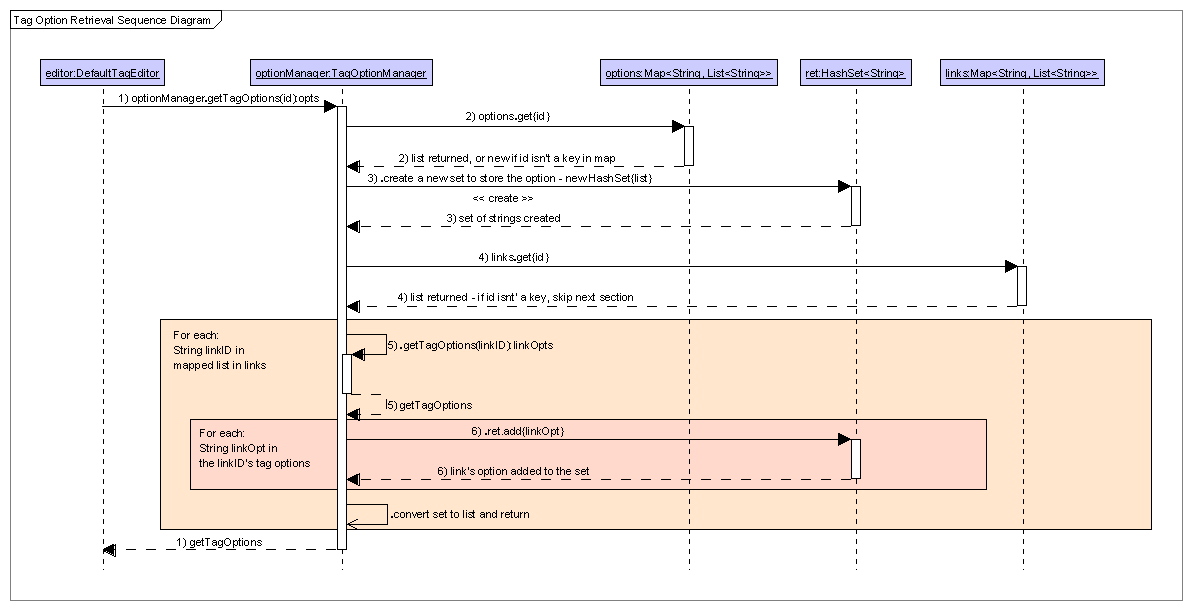 Tag Option Retrieval Sequence Diagram
editor:DefaultTagEditor
optionManager:TagOptionManager
options:Map<String, List<String>>
ret:HashSet<String>
links:Map<String, List<String>>
1) optionManager.getTagOptions(id):opts
2) options.get{id}
2) list returned, or new if id isn't a key in map
3) .create a new set to store the option - new HashSet{list}
<< create >>
3) set of strings created
4) links.get{id}
4) list returned - if id isnt' a key, skip next section
For each:
String linkID in
mapped list in links
5) .getTagOptions(linkID):linkOpts
5) getTagOptions
For each:
String linkOpt in
the linkID's tag options
6) .ret.add{linkOpt}
6) link's option added to the set
.convert set to list and return
1) getTagOptions